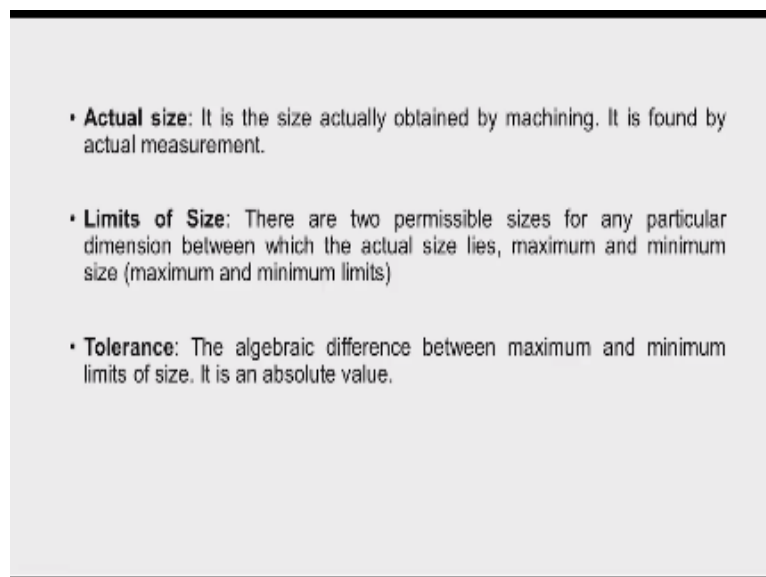 • Actual size: It is the size actually obtained by machining. It is found by
actual measurement.
• Limits of Size: There are two permissible sizes for any particular
dimension between which the actual size lies, maximum and minimum
size (maximum and minimum limits)
• Tolerance: The algebraic difference between maximum and minimum
limits of size. It is an absolute value.